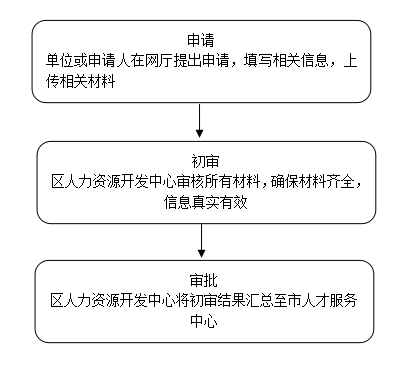 申请
单位或申请人在网厅提出申请，填写相关信息，上
传相关材料
初审
区人力资源开发中心审核所有材料，确保材料齐全，
信息真实有效
审批
区人力资源开发中心将初审结果汇总至市人才服务
中心